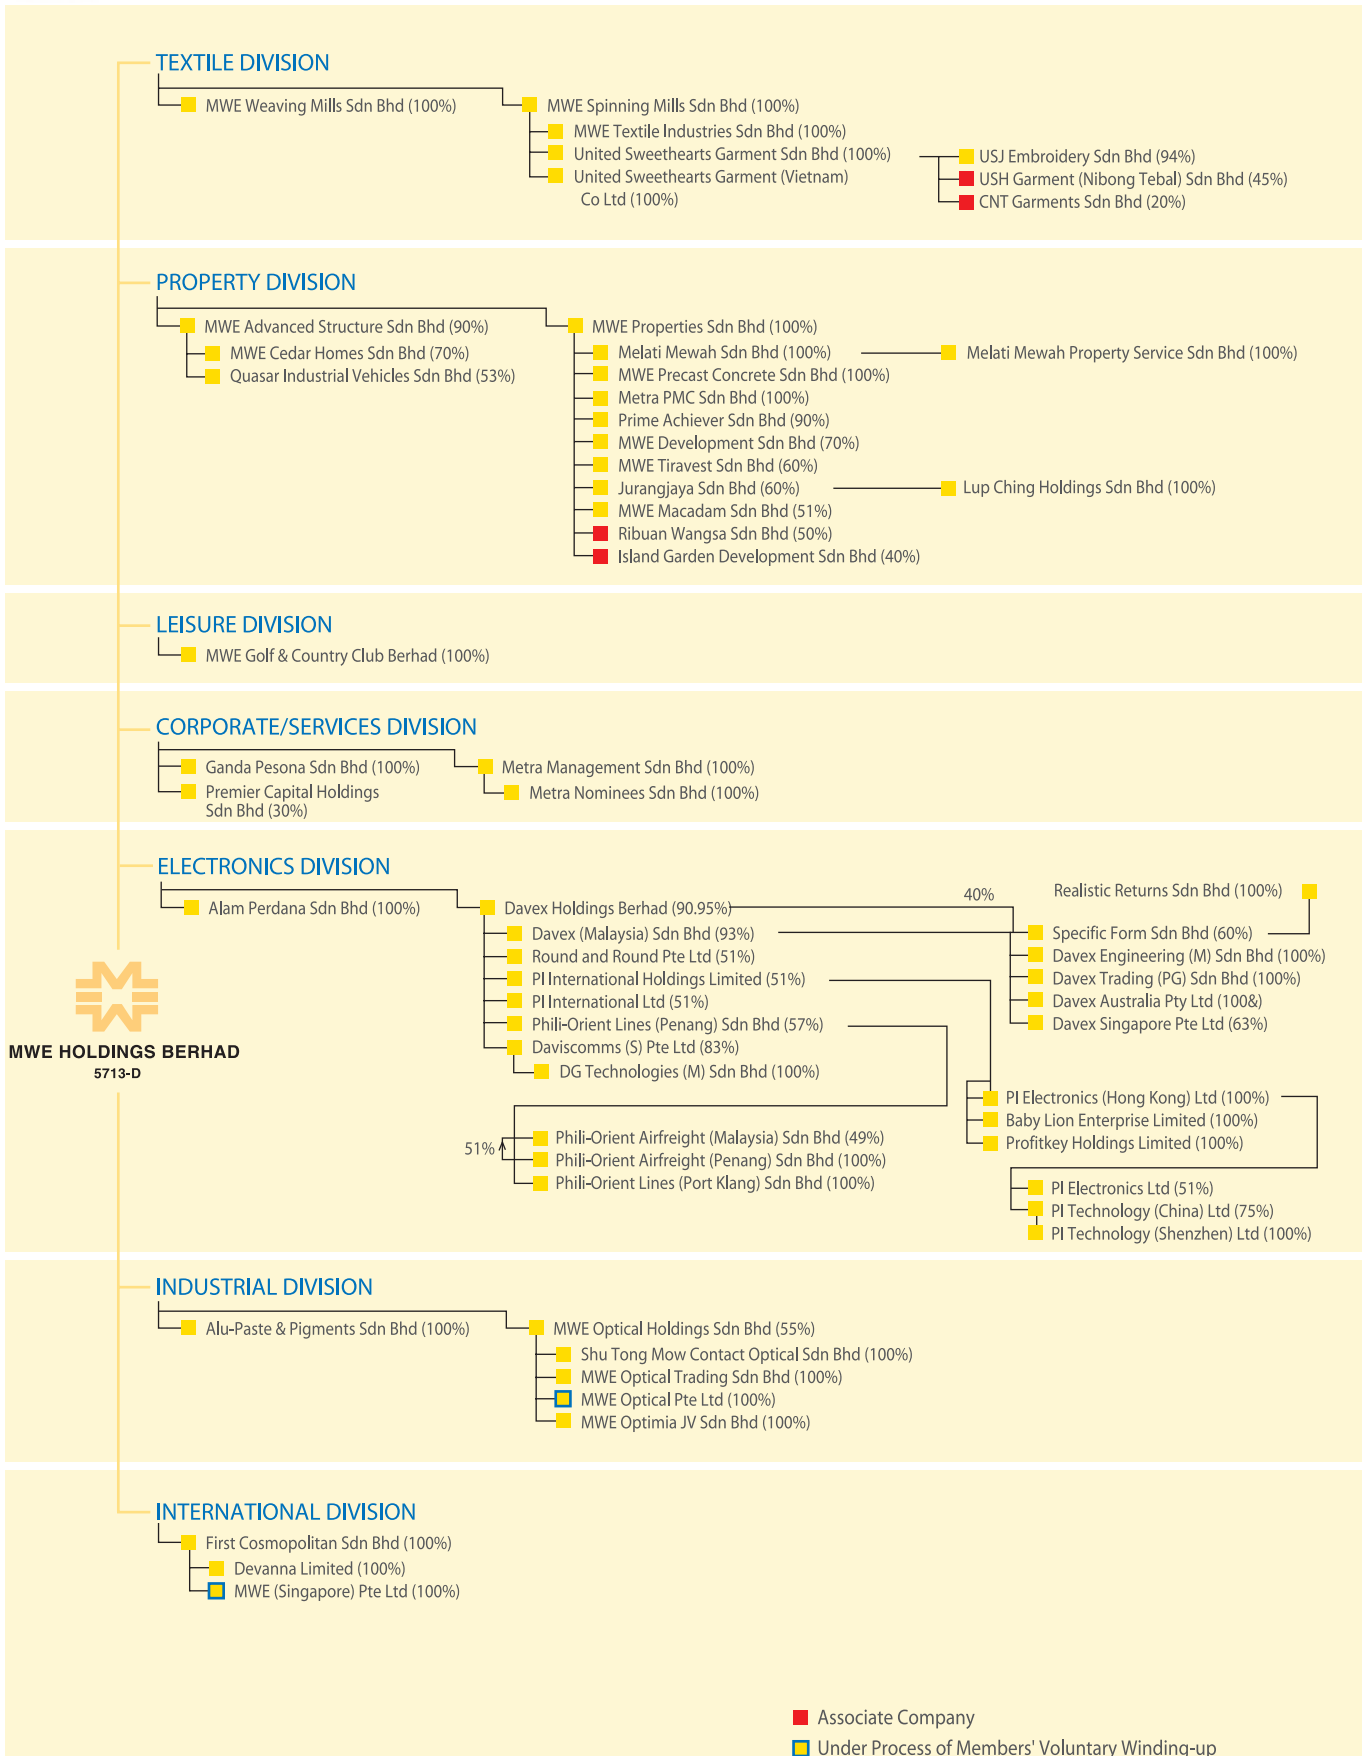 TEXTILE DIVISION
MWE Weaving Mills Sdn Bhd (100%)
MWE Spinning Mills Sdn Bhd (100%)
MWE Textile Industries Sdn Bhd (100%)
United Sweethearts Garment Sdn Bhd (100%)
United Sweethearts Garment (Vietnam)
Co Ltd (100%)
USJ Embroidery Sdn Bhd (94%)
USH Garment (Nibong Tebal) Sdn Bhd (45%)
CNT Garments Sdn Bhd (20%)
PROPERTY DIVISION
MWE Advanced Structure Sdn Bhd (90%)
MWE Cedar Homes Sdn Bhd (70%)
Quasar Industrial Vehicles Sdn Bhd (53%)
MWE Properties Sdn Bhd (100%)
Melati Mewah Sdn Bhd (100%)
Melati Mewah Property Service Sdn Bhd (100%)
MWE Precast Concrete Sdn Bhd (100%)
Metra PMC Sdn Bhd (100%)
Prime Achiever Sdn Bhd (90%)
MWE Development Sdn Bhd (70%)
MWE Tiravest Sdn Bhd (60%)
Jurangjaya Sdn Bhd (60%)
Lup Ching Holdings Sdn Bhd (100%)
MWE Macadam Sdn Bhd (51%)
Ribuan Wangsa Sdn Bhd (50%)
Island Garden Development Sdn Bhd (40%)
LEISURE DIVISION
MWE Golf & Country Club Berhad (100%)
CORPORATE/SERVICES DIVISION
Ganda Pesona Sdn Bhd (100%)
Premier Capital Holdings
Sdn Bhd (30%)
Metra Management Sdn Bhd (100%)
Metra Nominees Sdn Bhd (100%)
ELECTRONICS DIVISION
Alam Perdana Sdn Bhd (100%)
Davex Holdings Berhad (90.95%)
40%
Realistic Returns Sdn Bhd (100%)
Davex (Malaysia) Sdn Bhd (93%)
Round and Round Pte Ltd (51%)
PI International Holdings Limited (51%)
PI International Ltd (51%)
Phili-Orient Lines (Penang) Sdn Bhd (57%)
Daviscomms (S) Pte Ltd (83%)
DG Technologies (M) Sdn Bhd (100%)
Specific Form Sdn Bhd (60%)
Davex Engineering (M) Sdn Bhd (100%)
Davex Trading (PG) Sdn Bhd (100%)
Davex Australia Pty Ltd (100&)
Davex Singapore Pte Ltd (63%)
MWE HOLDINGS BERHAD
5713-D
PI Electronics (Hong Kong) Ltd (100%)
Baby Lion Enterprise Limited (100%)
Profitkey Holdings Limited (100%)
51%
Phili-Orient Airfreight (Malaysia) Sdn Bhd (49%)
Phili-Orient Airfreight (Penang) Sdn Bhd (100%)
Phili-Orient Lines (Port Klang) Sdn Bhd (100%)
PI Electronics Ltd (51%)
PI Technology (China) Ltd (75%)
PI Technology (Shenzhen) Ltd (100%)
INDUSTRIAL DIVISION
Alu-Paste & Pigments Sdn Bhd (100%)
MWE Optical Holdings Sdn Bhd (55%)
Shu Tong Mow Contact Optical Sdn Bhd (100%)
MWE Optical Trading Sdn Bhd (100%)
MWE Optical Pte Ltd (100%)
MWE Optimia JV Sdn Bhd (100%)
INTERNATIONAL DIVISION
First Cosmopolitan Sdn Bhd (100%)
Devanna Limited (100%)
MWE (Singapore) Pte Ltd (100%)
Associate Company
Under Process of Members' Voluntary Winding-up